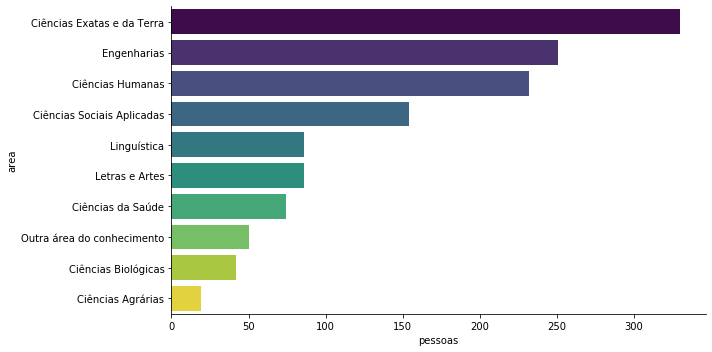 Ciências Exatas e da Terra
Engenharias
Ciências Humanas
Ciências Sociais Aplicadas
Linguística
Letras e Artes
Ciências da Saúde
Outra área do conhecimento
Ciências Biológicas
Ciências Agrárias
area
0 50 100 150 200 250 300
pessoas